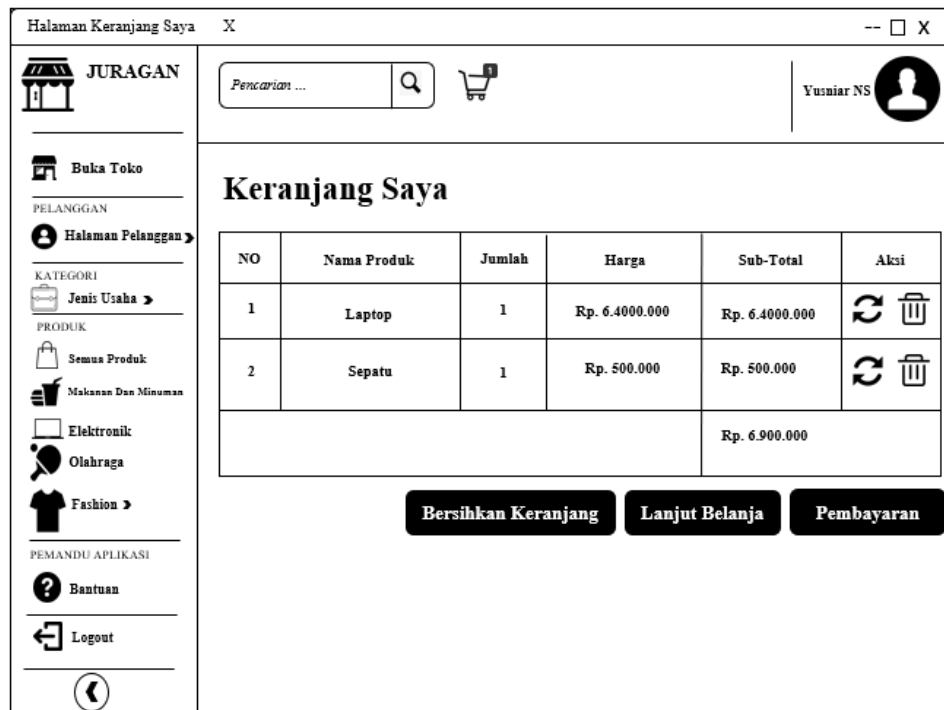 Halaman Keranjang Saya X -- X
JURAGAN
Pencarian ...
1
Yusniar NS
Buka Toko
PELANGGAN
Halaman Pelanggan
KATEGORI
Jenis Usaha
PRODUK
Semua Produk
Makanan Dan Minuman
Elektronik
Olahraga
Fashion
PEMANDU APLIKASI
Bantuan
Logout
Keranjang Saya
NO Nama Produk Jumlah Harga Sub-Total Aksi
1 Laptop 1 Rp. 6.4000.000 Rp. 6.4000.000
2 Sepatu 1 Rp. 500.000 Rp. 500.000
Rp. 6.900.000
Bersihkan Keranjang Lanjut Belanja Pembayaran